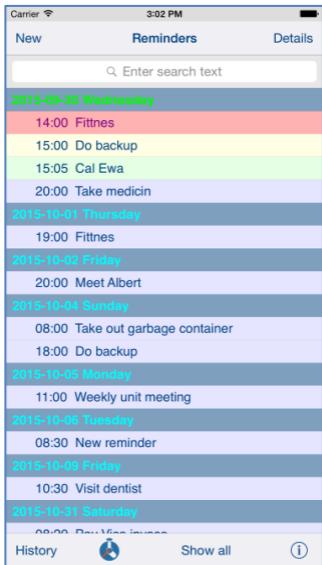 Carrier 3:02 PM
New Reminders Details
Enter search text
2015-09-30 Wednesday
14:00 Fittnes
15:00 Do backup
15:05 Cal Ewa
20:00 Take medicin
2015-10-01 Thursday
19:00 Fittnes
2015-10-02 Friday
20:00 Meet Albert
2015-10-04 Sunday
08:00 Take out garbage container
18:00 Do backup
2015-10-05 Monday
11:00 Weekly unit meeting
2015-10-06 Tuesday
08:30 New reminder
2015-10-09 Friday
10:30 Visit dentist
2015-10-31 Saturday
History Show all